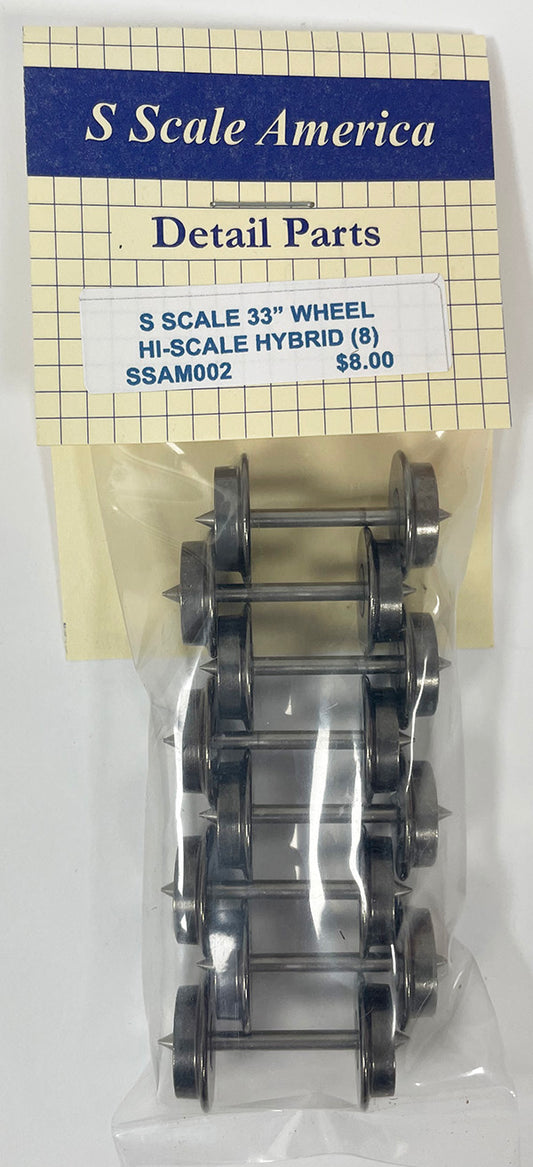 S Scale America
Detail Parts
S SCALE 33” WHEEL
HI-SCALE HYBRID (8)
SSAM002 $8.00